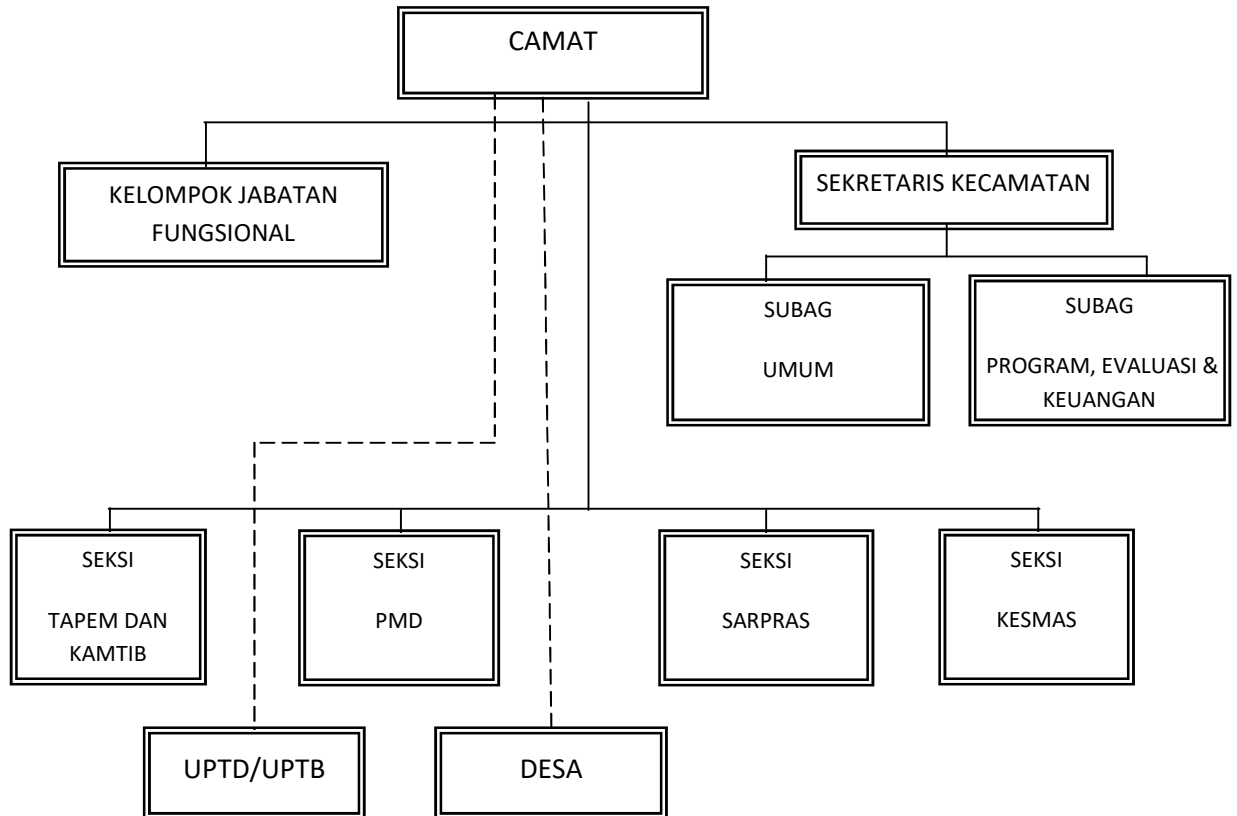 CAMAT
KELOMPOK JABATAN
FUNGSIONAL
SEKRETARIS KECAMATAN
SUBAG
UMUM
SUBAG
PROGRAM, EVALUASI &
KEUANGAN
SEKSI
TAPEM DAN
KAMTIB
SEKSI
PMD
SEKSI
SARPRAS
SEKSI
KESMAS
UPTD/UPTB
DESA